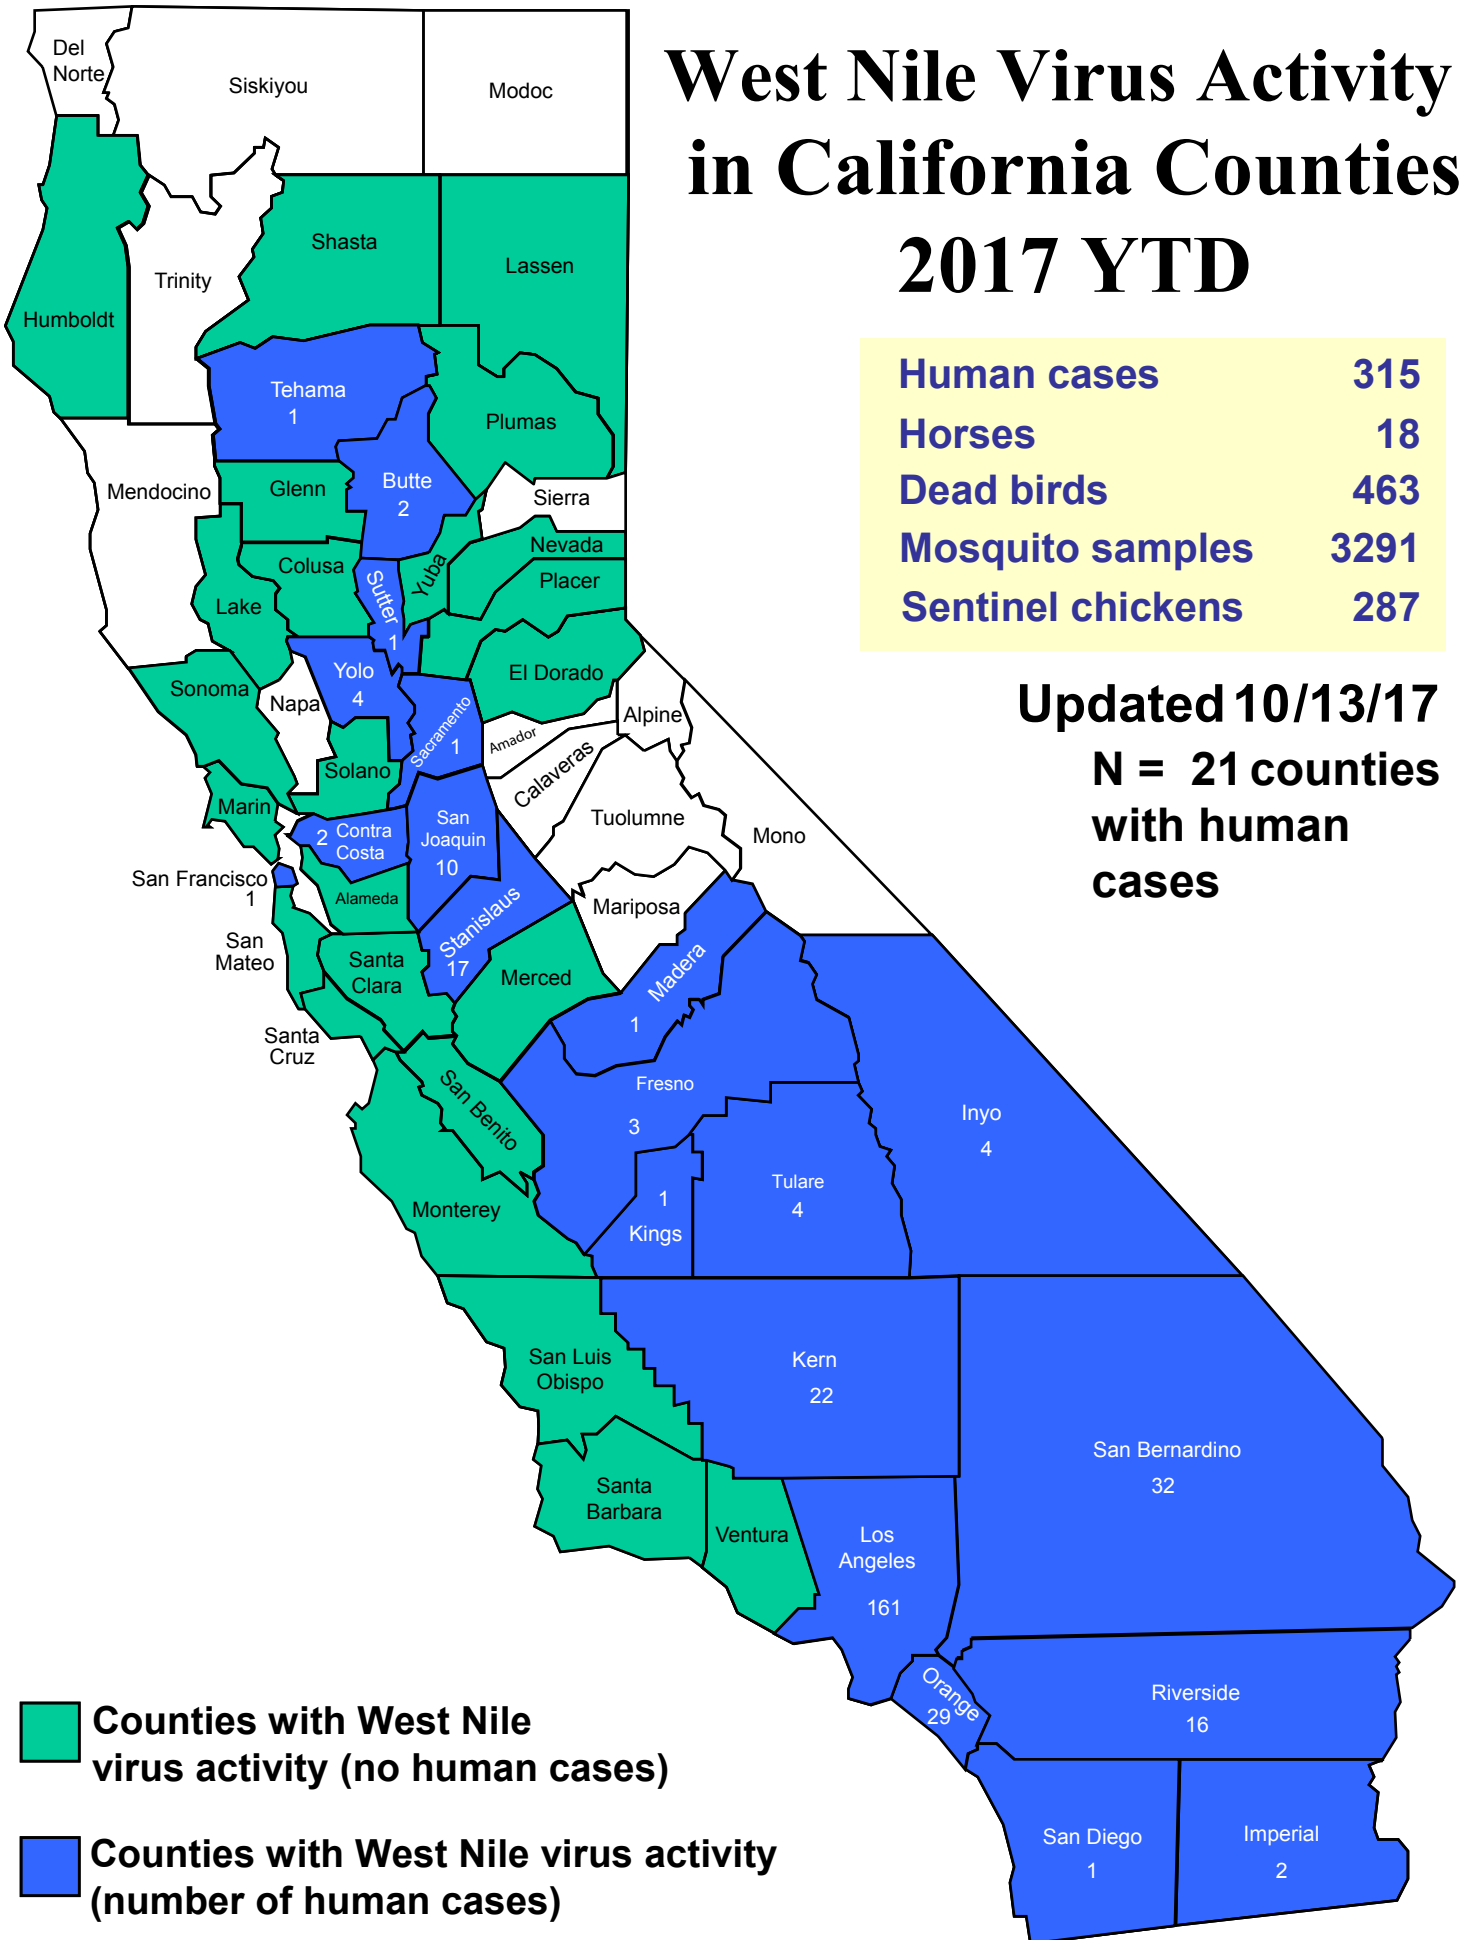 West Nile Virus Activity
in California Counties
2017 YTD
Human cases 315
Horses 18
Dead birds 463
Mosquito samples 3291
Sentinel chickens 287
Updated 10/13/17
N = 21 counties
with human
cases
Del
Norte
Siskiyou
Modoc
Humboldt
Trinity
Shasta
Lassen
Tehama
1
Plumas
Mendocino
Glenn
Butte
2
Sierra
Colusa
Lake
Sutter
1
Yuba
Nevada
Placer
Sonoma
Napa
Yolo
4
El Dorado
Sacramento
1
Amador
Alpine
Solano
Marin
Calaveras
Tuolumne
Mono
2 Contra
Costa
San
Joaquin
10
San Francisco
1
Alameda
Stanislaus
17
Mariposa
San
Mateo
Santa
Clara
Merced
Madera
1
Santa
Cruz
San Benito
Fresno
3
Inyo
4
Monterey
1
Kings
Tulare
4
San Luis
Obispo
Kern
22
San Bernardino
32
Santa
Barbara
Ventura
Los
Angeles
161
Orange
29
Riverside
16
San Diego
1
Imperial
2
Counties with West Nile
virus activity (no human cases)
Counties with West Nile virus activity
(number of human cases)